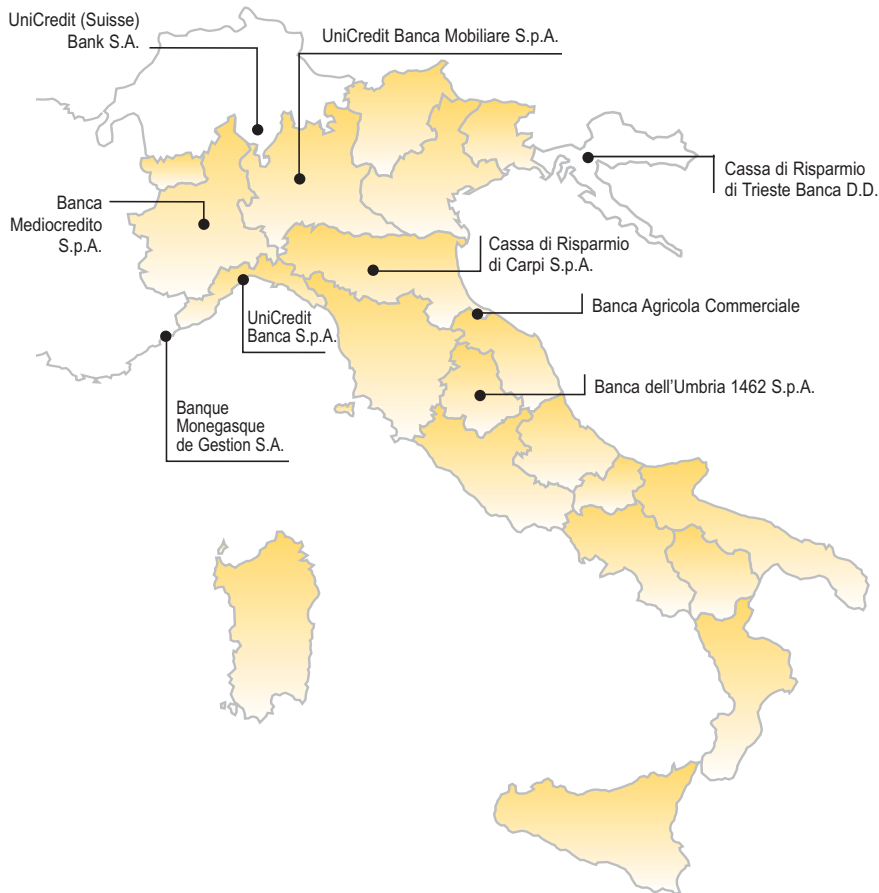 UniCredit (Suisse)
Bank S.A.
UniCredit Banca Mobiliare S.p.A.
Cassa di Risparmio
di Trieste Banca D.D.
Banca
Mediocredito
S.p.A.
Cassa di Risparmio
di Carpi S.p.A.
Banca Agricola Commerciale
UniCredit
Banca S.p.A.
Banca dell'Umbria 1462 S.p.A.
Banque
Monegasque
de Gestion S.A.